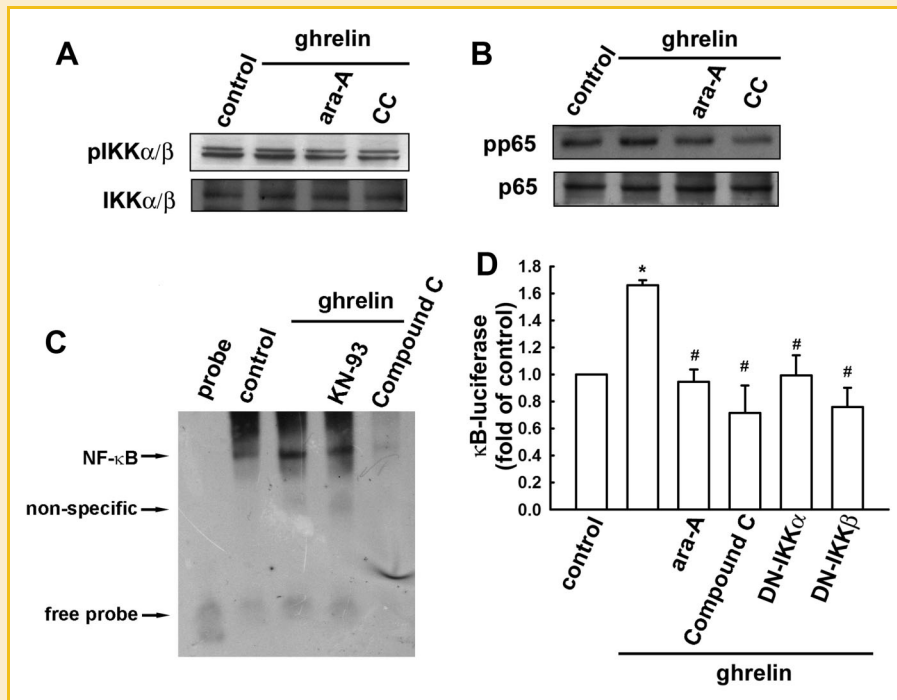 A
ghrelin
control
ara-A
CC
pIKKα/β
IKKα/β
B
ghrelin
control
ara-A
CC
pp65
p65
C
ghrelin
probe
control
KN-93
Compound C
NF-κB
non-specific
free probe
D
κB-luciferase
(fold of control)
1.8
1.6
1.4
1.2
1.0
0.8
0.6
0.4
0.2
0.0
*
#
#
#
#
control
ara-A
Compound C
DN-IKKα
DN-IKKβ
ghrelin